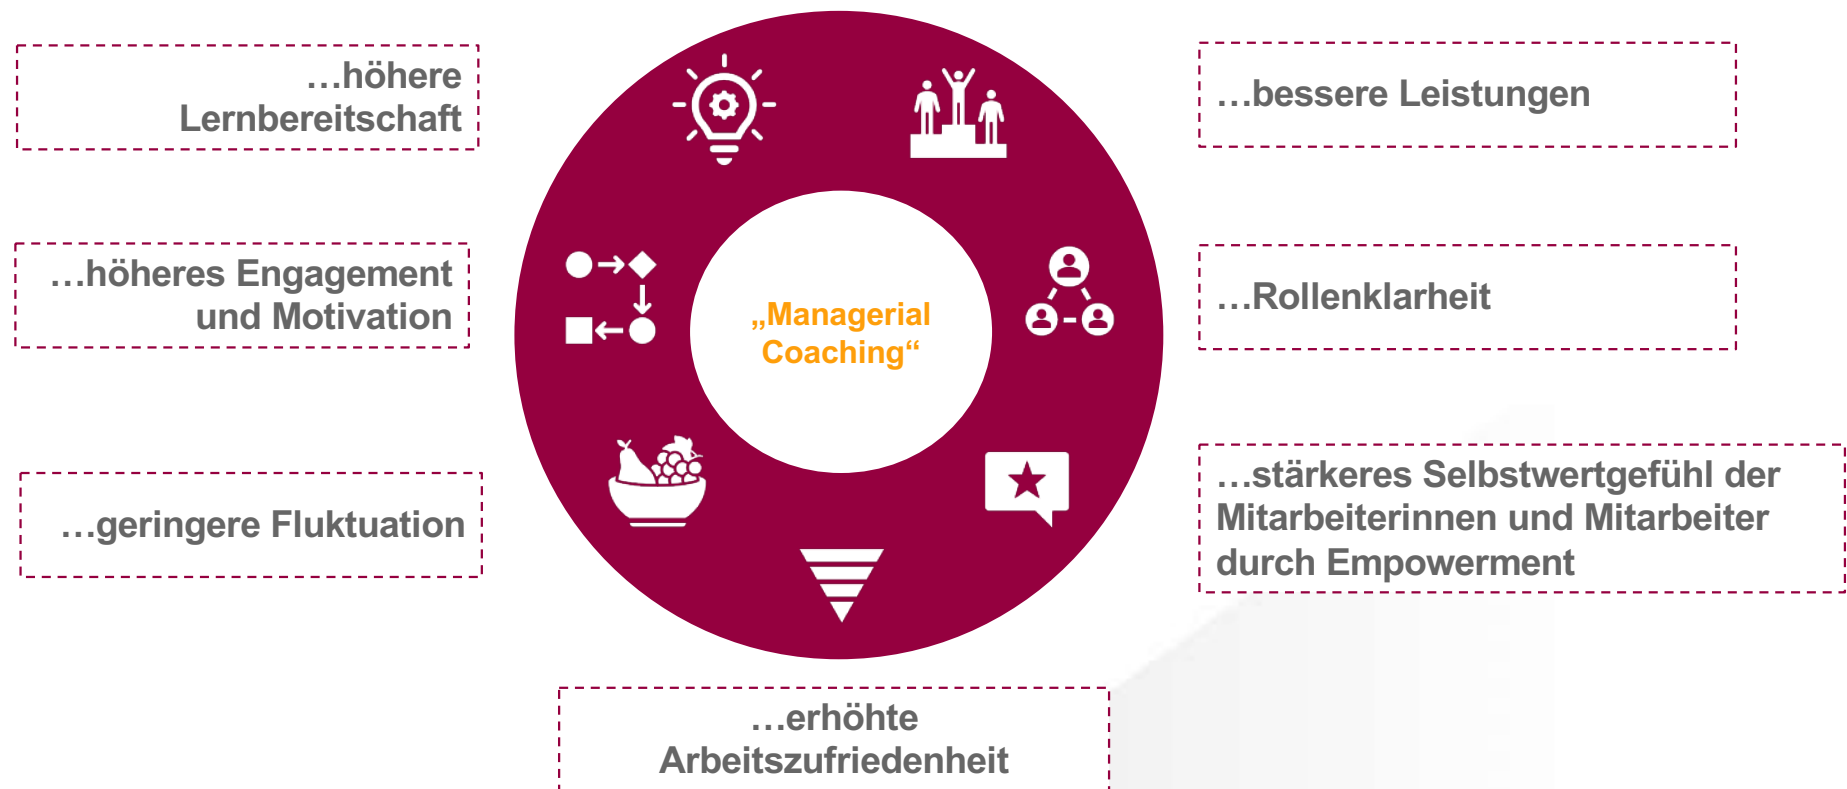 …höhere
Lernbereitschaft
…bessere Leistungen
…höheres Engagement
und Motivation
„Managerial
Coaching“
…Rollenklarheit
…geringere Fluktuation
…stärkeres Selbstwertgefühl der
Mitarbeiterinnen und Mitarbeiter
durch Empowerment
…erhöhte
Arbeitszufriedenheit